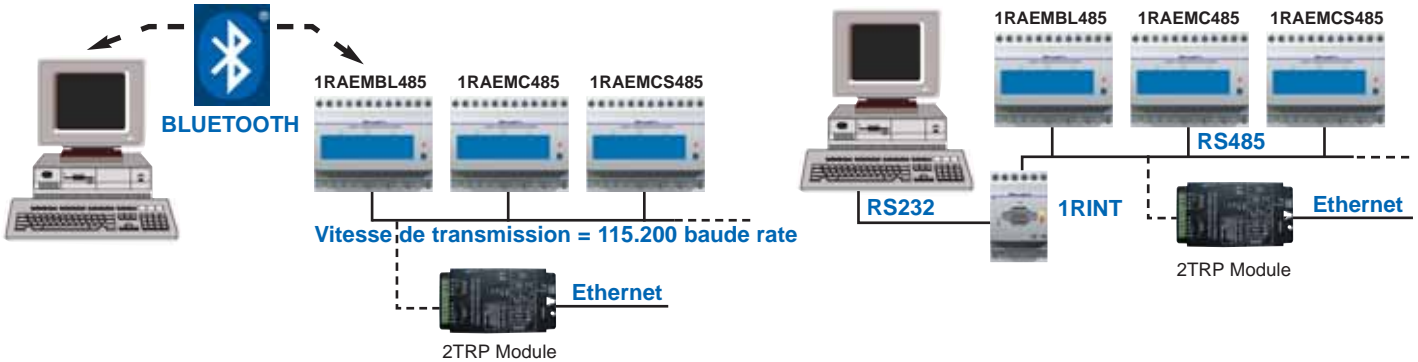 BLUETOOTH
1RAEMBL485
1RAEMC485
1RAEMCS485
Vitesse de transmission = 115.200 baude rate
Ethernet
2TRP Module
1RAEMBL485
1RAEMC485
1RAEMCS485
RS485
RS232
1RINT
Ethernet
2TRP Module